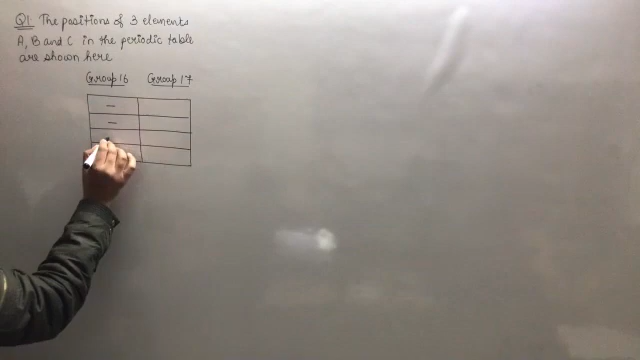 Q1. The positions of 3 elements
A, B and C in the periodic table
are shown here
Group 16 Group 17
—
—